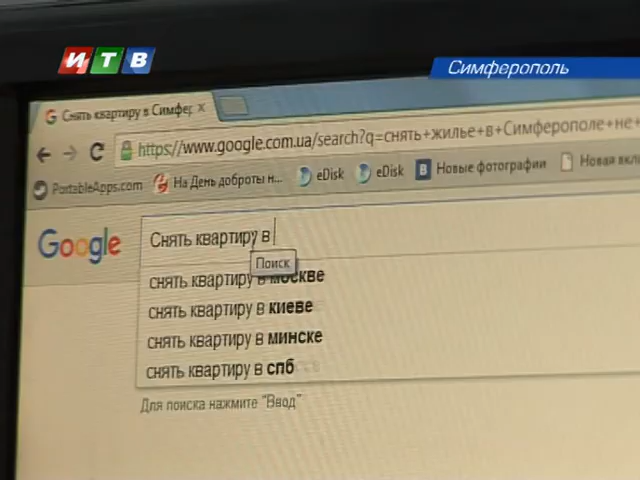 ИТВ
Симферополь
Снять квартиру в Симфер
https://www.google.com.ua/search?q=снять+жилье+в+Симферополе+не+
PortableApps.com На День доброты н... eDisk eDisk B Новые фотографии Новая вкл
Google Снять квартиру в
Поиск
снять квартиру в москве
снять квартиру в киеве
снять квартиру в минске
снять квартиру в спб
Для поиска нажмите "Ввод"